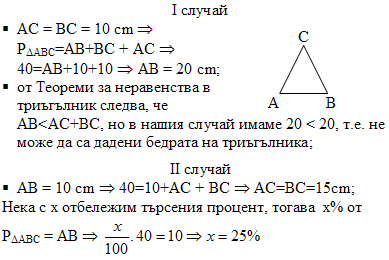 I случай
▪ AC = BC = 10 cm ⇒
P∆ABC=AB+BC + AC ⇒
40=AB+10+10 ⇒ AB = 20 cm;
▪ от Теореми за неравенства в
триъгълник следва, че
AB<AC+BC, но в нашия случай имаме 20 < 20, т.е. не
може да са дадени бедрата на триъгълника;
C
A B
II случай
▪ AB = 10 cm ⇒ 40=10+AC + BC ⇒ AC=BC=15cm;
Нека с x отбележим търсения процент, тогава x% от
P∆ABC = AB ⇒ x/100 . 40 = 10 ⇒ x = 25%